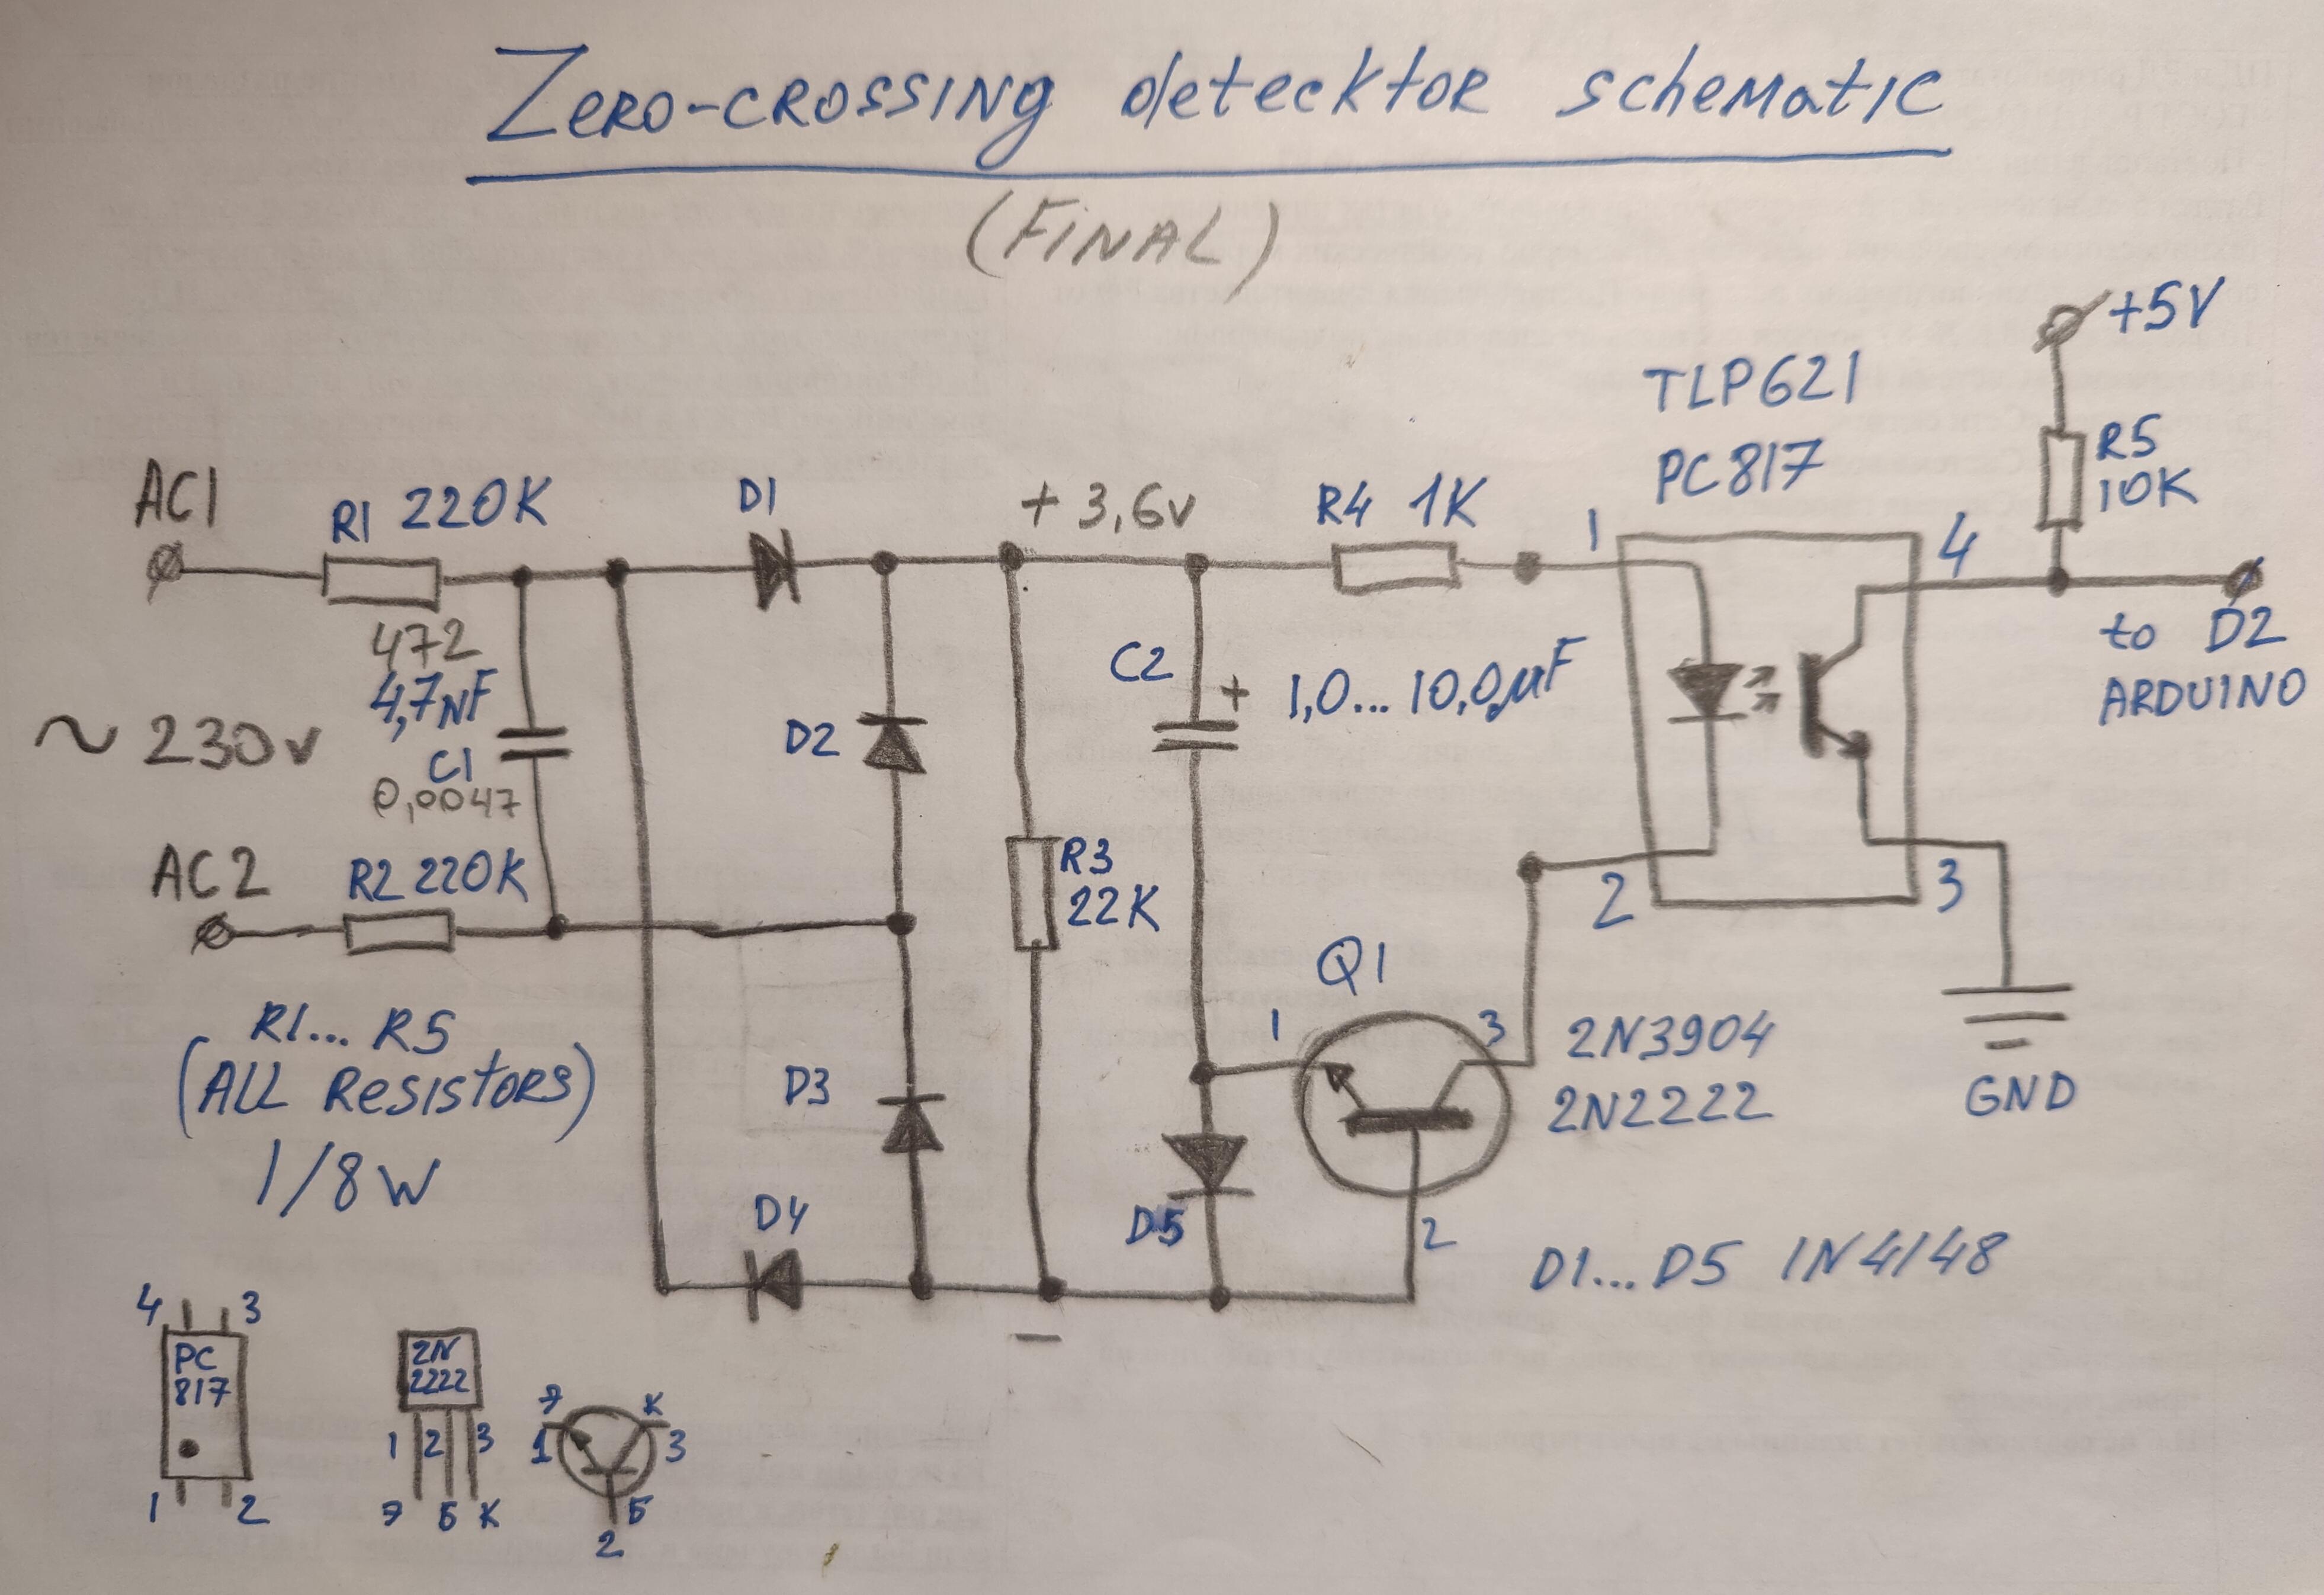 Zero-crossing detecktor schematic
(FINAL)
+5V
TLP621
PC817
R5
10K
AC1
R1 220K
D1
+ 3,6v
R4 1K
1
4
472
4,7nF
C1
0,0047
~ 230v
D2
C2
+ 1,0... 10,0µF
to D2
ARDUINO
AC2
R2 220K
R3
22K
2
3
Q1
1
3
2N3904
2N2222
2
GND
R1... R5
(ALL Resistors)
1/8W
D3
D4
D5
D1...D5 1N4148
–
4 3
PC
817
1 2
2N
2222
1 2 3
Э Б К
Э К
1 3
Б
2